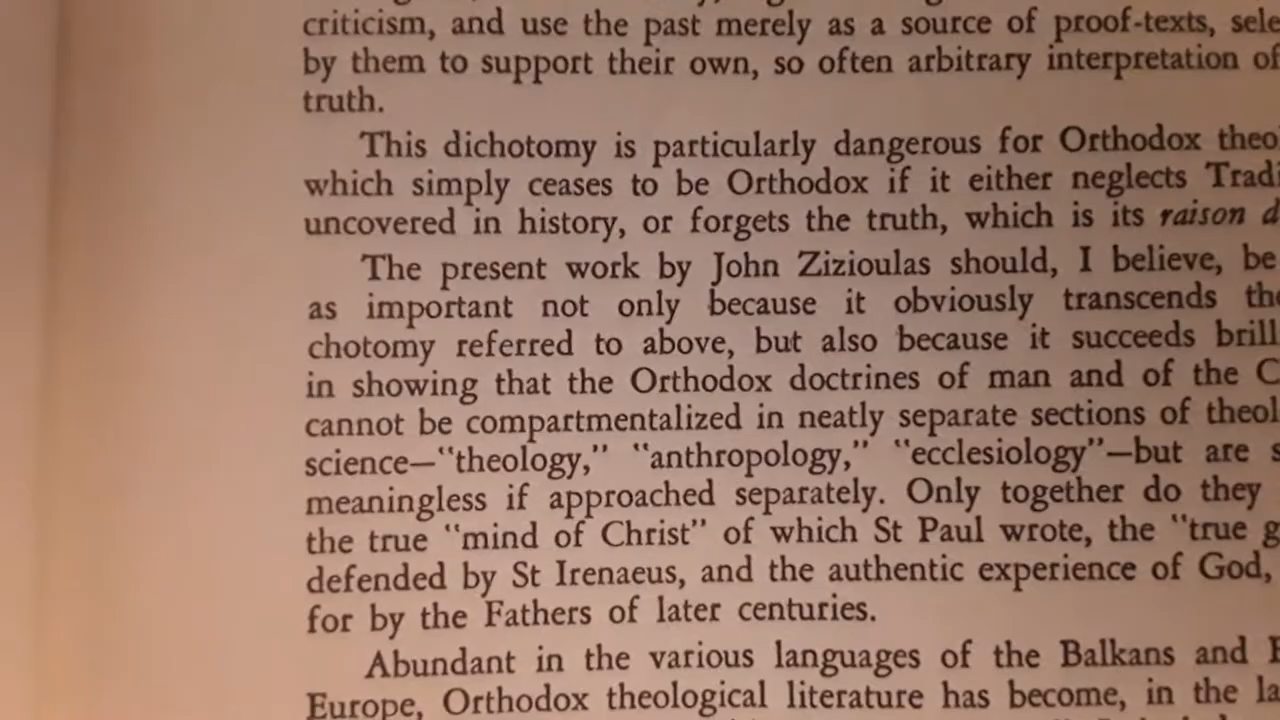 criticism, and use the past merely as a source of proof-texts,
by them to support their own, so often arbitrary interpretation of
truth.
This dichotomy is particularly dangerous for Orthodox
which simply ceases to be Orthodox if it either neglects
uncovered in history, or forgets the truth, which is its raison
The present work by John Zizioulas should, I believe, be
as important not only because it obviously transcends
chotomy referred to above, but also because it succeeds
in showing that the Orthodox doctrines of man and of the
cannot be compartmentalized in neatly separate sections of
science—"theology," "anthropology," "ecclesiology"—but are
meaningless if approached separately. Only together do they
the true "mind of Christ" of which St Paul wrote, the "true
defended by St Irenaeus, and the authentic experience of God,
for by the Fathers of later centuries.
Abundant in the various languages of the Balkans and
Europe, Orthodox theological literature has become, in the